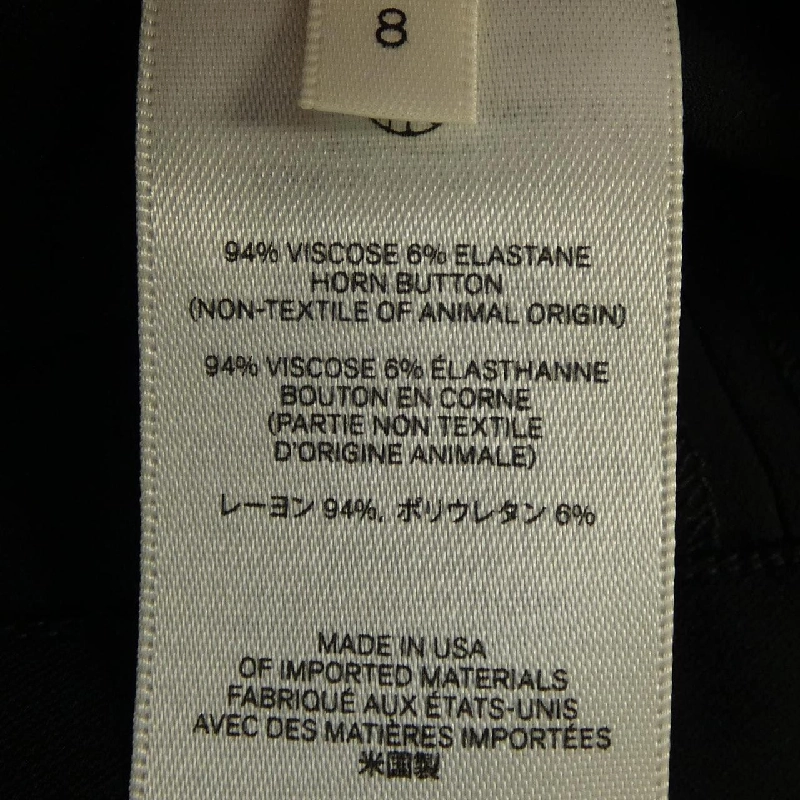 8
94% VISCOSE 6% ELASTANE
HORN BUTTON
(NON-TEXTILE OF ANIMAL ORIGIN)
94% VISCOSE 6% ÉLASTHANNE
BOUTON EN CORNE
(PARTIE NON TEXTILE
D'ORIGINE ANIMALE)
レーヨン 94%, ポリウレタン 6%
MADE IN USA
OF IMPORTED MATERIALS
FABRIQUÉ AUX ÉTATS-UNIS
AVEC DES MATIÈRES IMPORTÉES
米国製